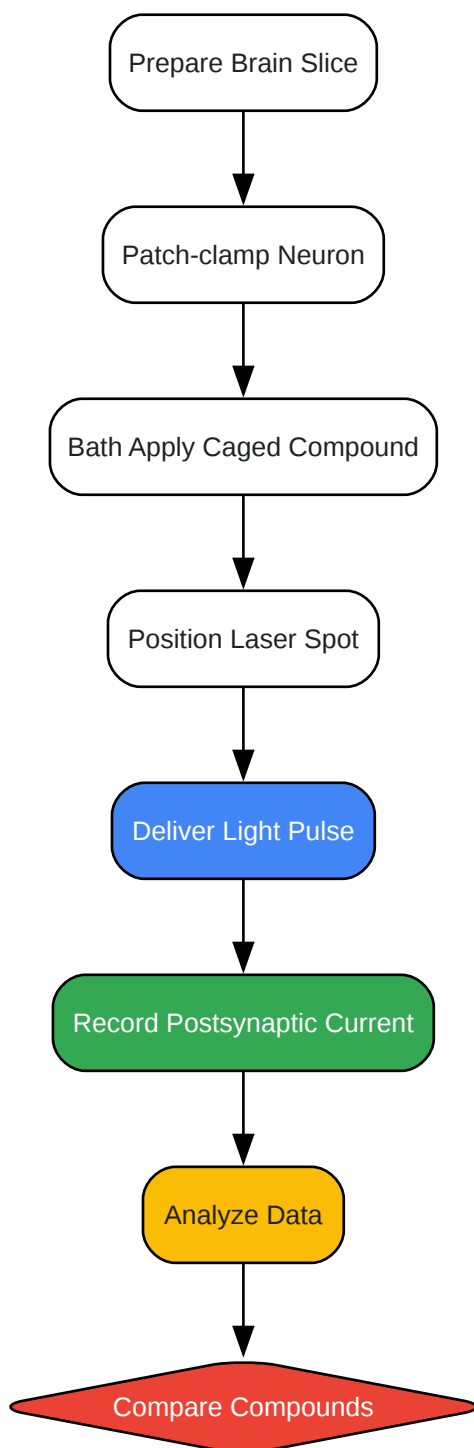 Prepare Brain Slice
Patch-clamp Neuron
Bath Apply Caged Compound
Position Laser Spot
Deliver Light Pulse
Record Postsynaptic Current
Analyze Data
Compare Compounds